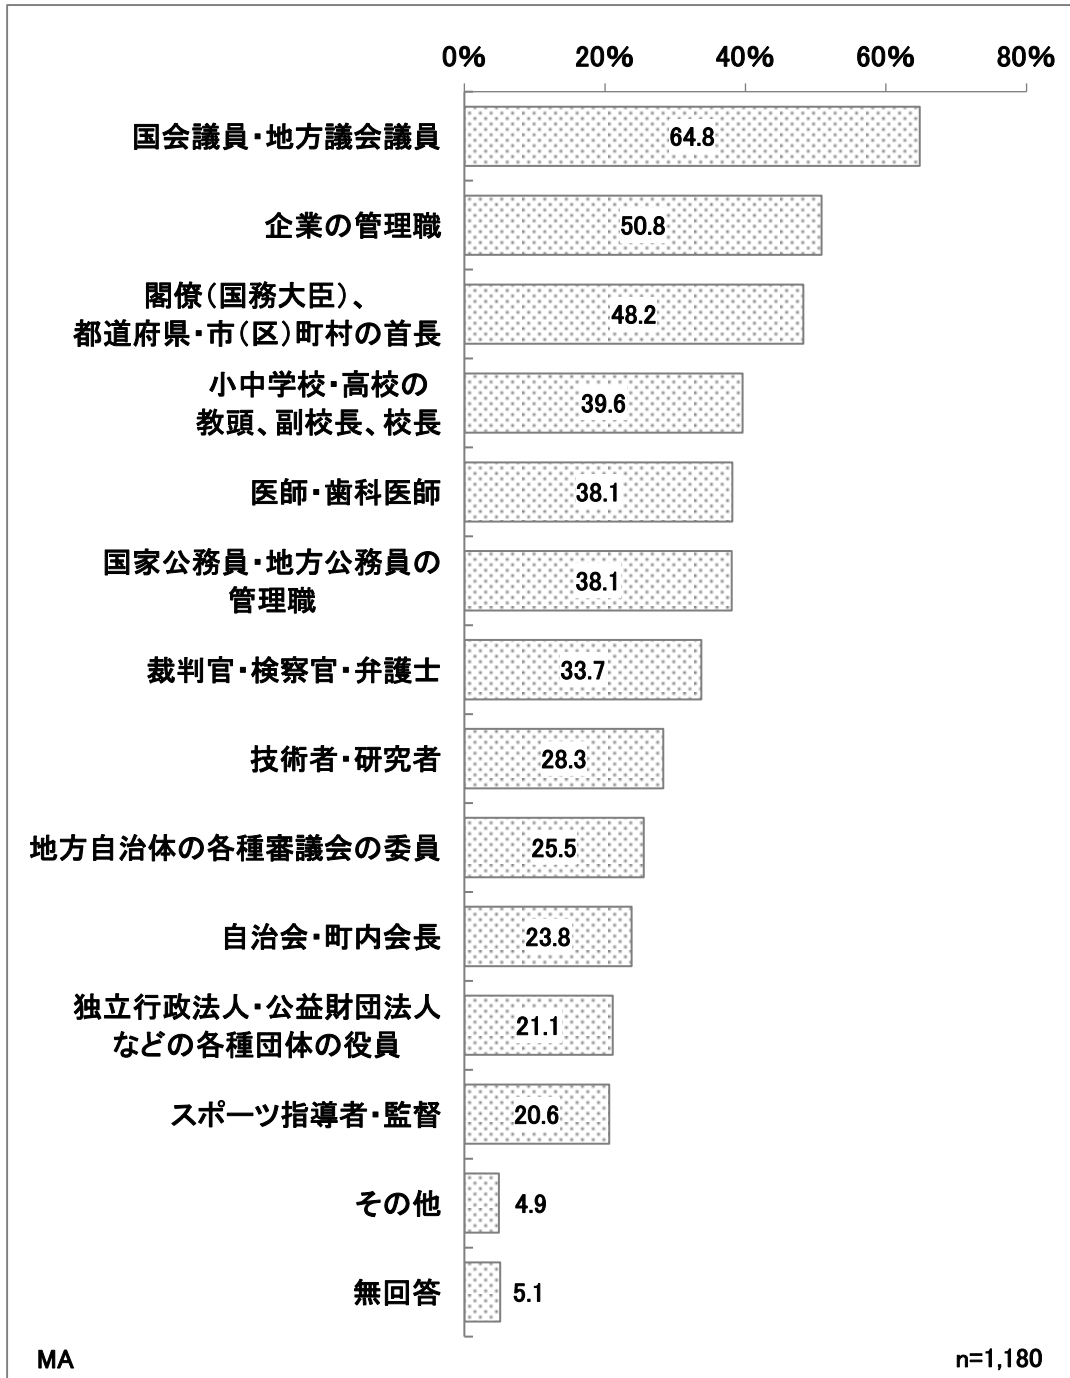 0% 20% 40% 60% 80%
国会議員・地方議会議員 64.8
企業の管理職 50.8
閣僚（国務大臣）、
都道府県・市（区）町村の首長 48.2
小中学校・高校の
教頭、副校長、校長 39.6
医師・歯科医師 38.1
国家公務員・地方公務員の
管理職 38.1
裁判官・検察官・弁護士 33.7
技術者・研究者 28.3
地方自治体の各種審議会の委員 25.5
自治会・町内会長 23.8
独立行政法人・公益財団法人
などの各種団体の役員 21.1
スポーツ指導者・監督 20.6
その他 4.9
無回答 5.1
MA n=1,180